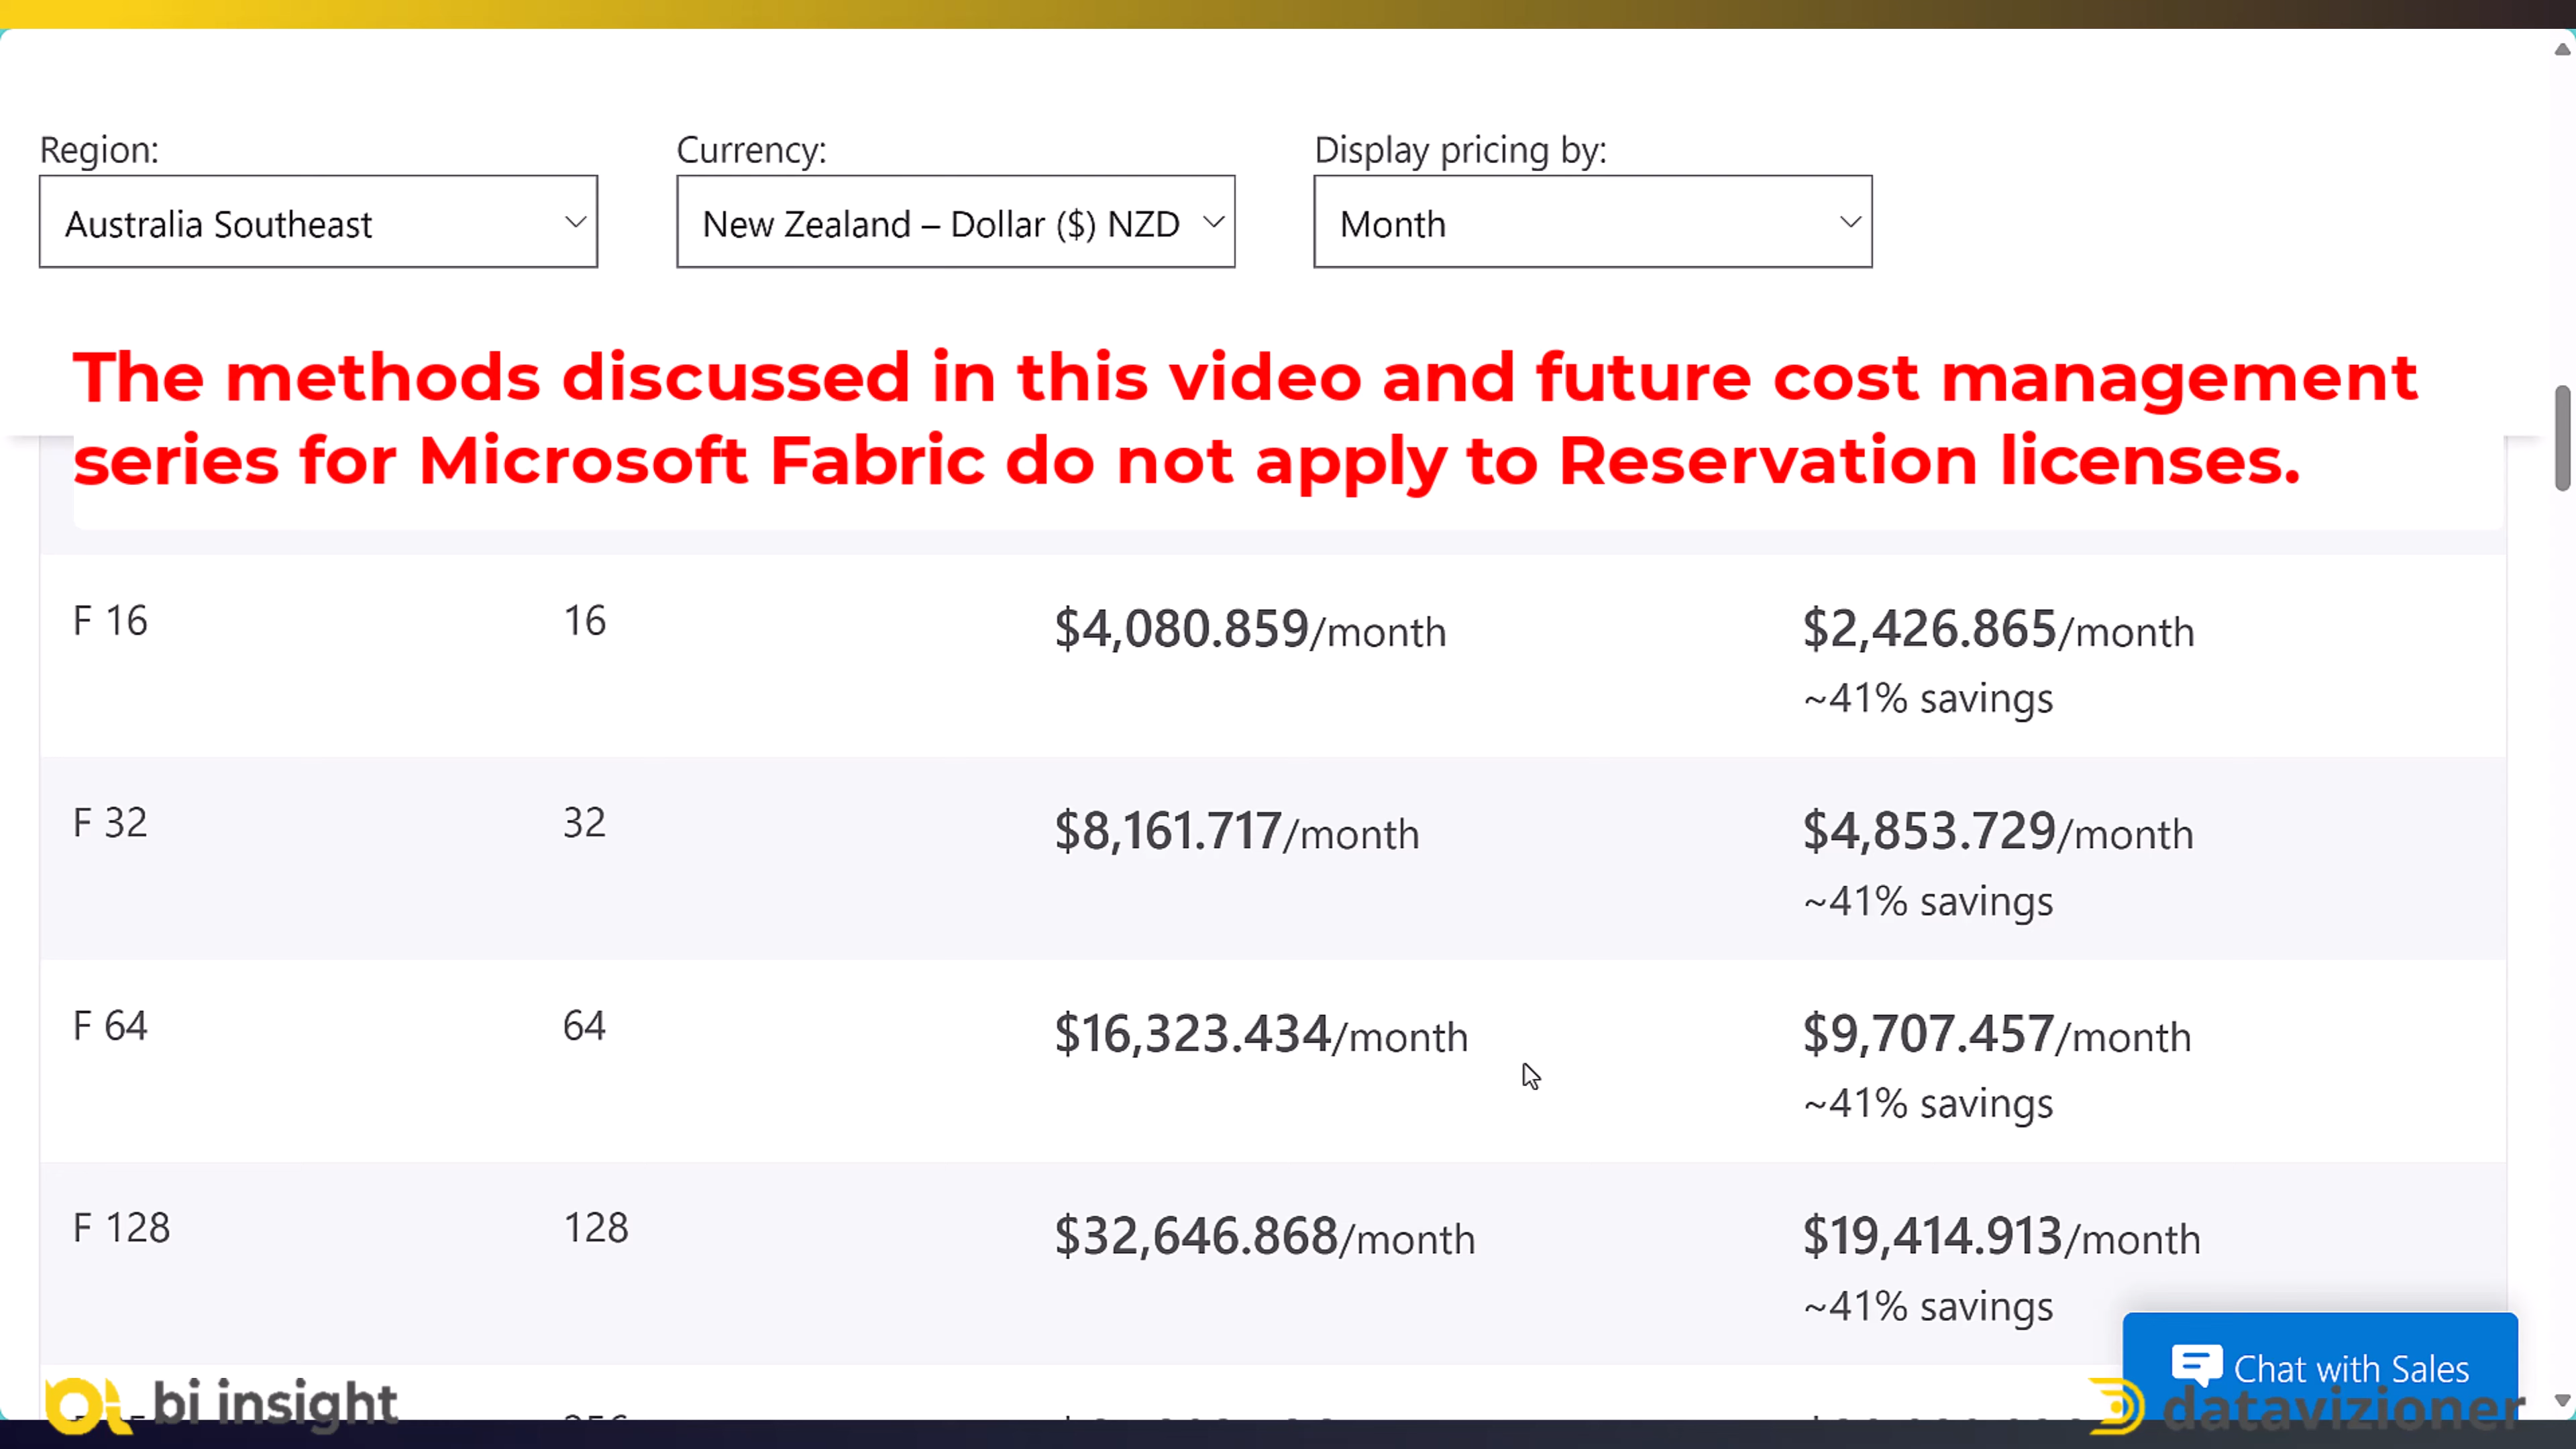 Region:
Currency:
Display pricing by:
Australia Southeast
New Zealand – Dollar ($) NZD
Month
The methods discussed in this video and future cost management
series for Microsoft Fabric do not apply to Reservation licenses.
F 16
16
$4,080.859/month
$2,426.865/month
~41% savings
F 32
32
$8,161.717/month
$4,853.729/month
~41% savings
F 64
64
$16,323.434/month
$9,707.457/month
~41% savings
F 128
128
$32,646.868/month
$19,414.913/month
~41% savings
Chat with Sales
bi insight
datavizioner